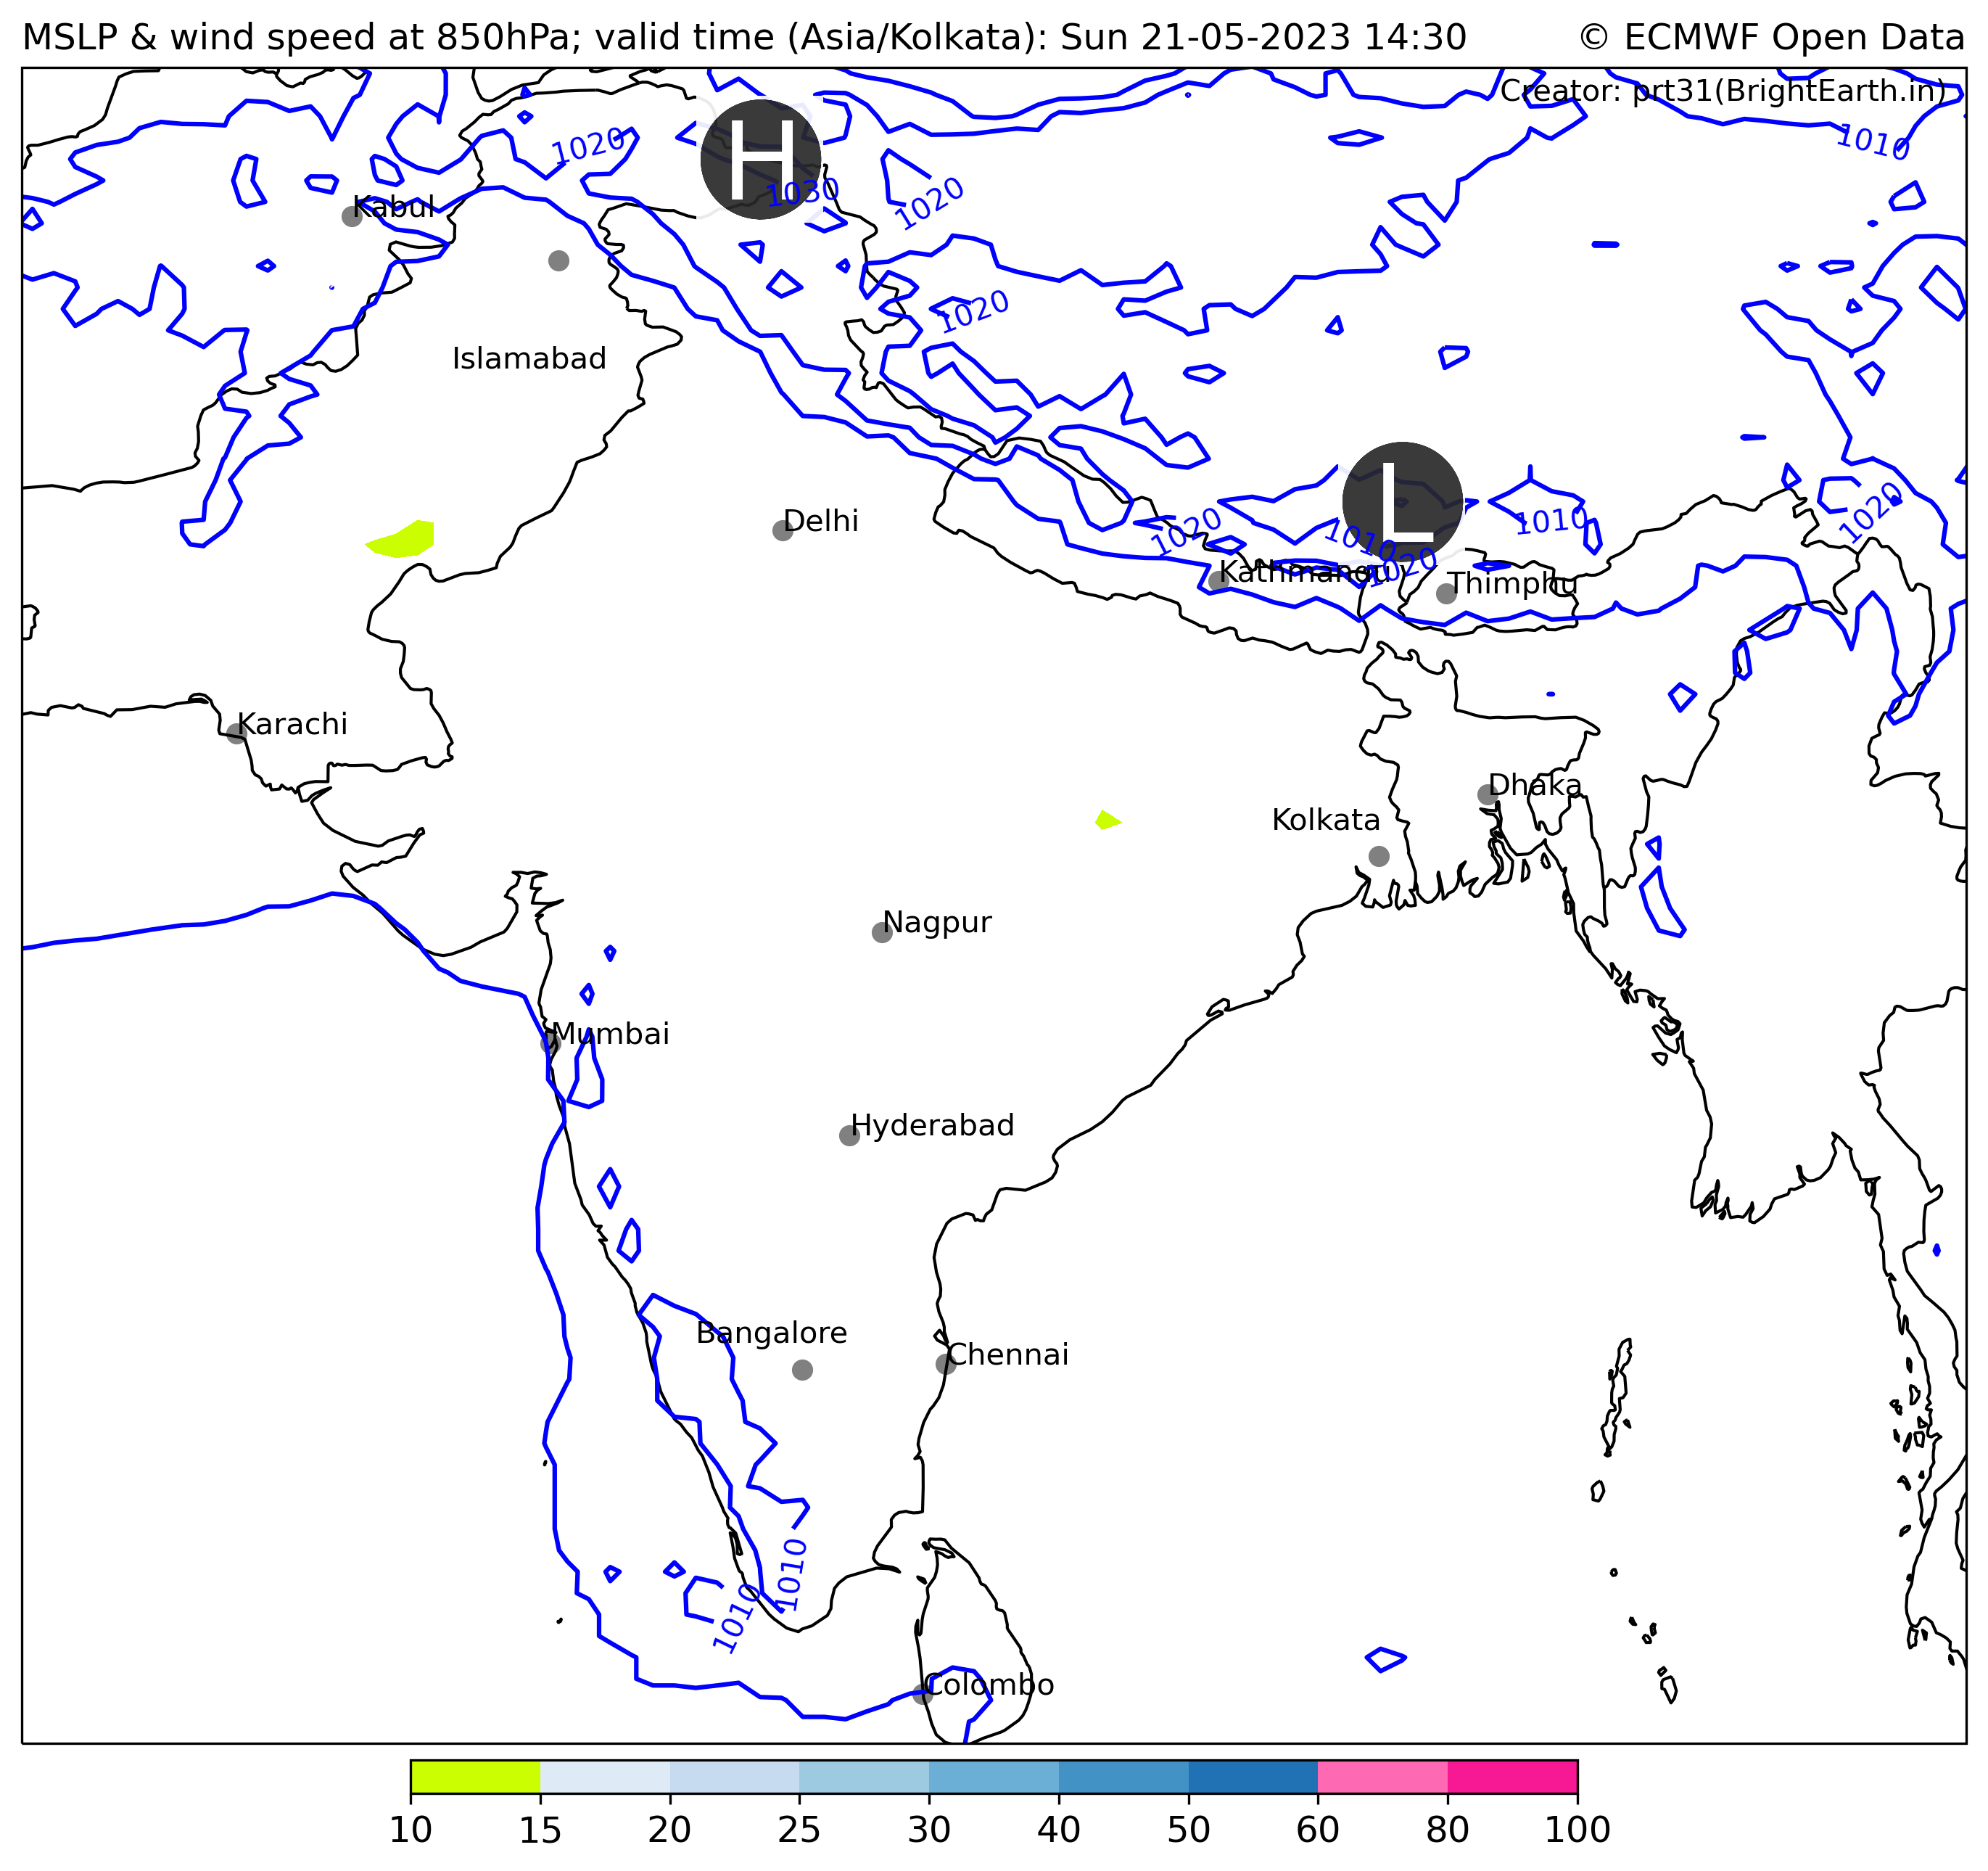 MSLP & wind speed at 850hPa; valid time (Asia/Kolkata): Sun 21-05-2023 14:30
© ECMWF Open Data
Creator: prt31(BrightEarth.in)
1010
1020
H
1030
1020
Kabul
1020
Islamabad
L
1020
Delhi
1020
1010
1010
1020
Kathmandu
Thimphu
Karachi
Dhaka
Kolkata
Nagpur
Mumbai
Hyderabad
Bangalore
Chennai
1010
1010
Colombo
10 15 20 25 30 40 50 60 80 100